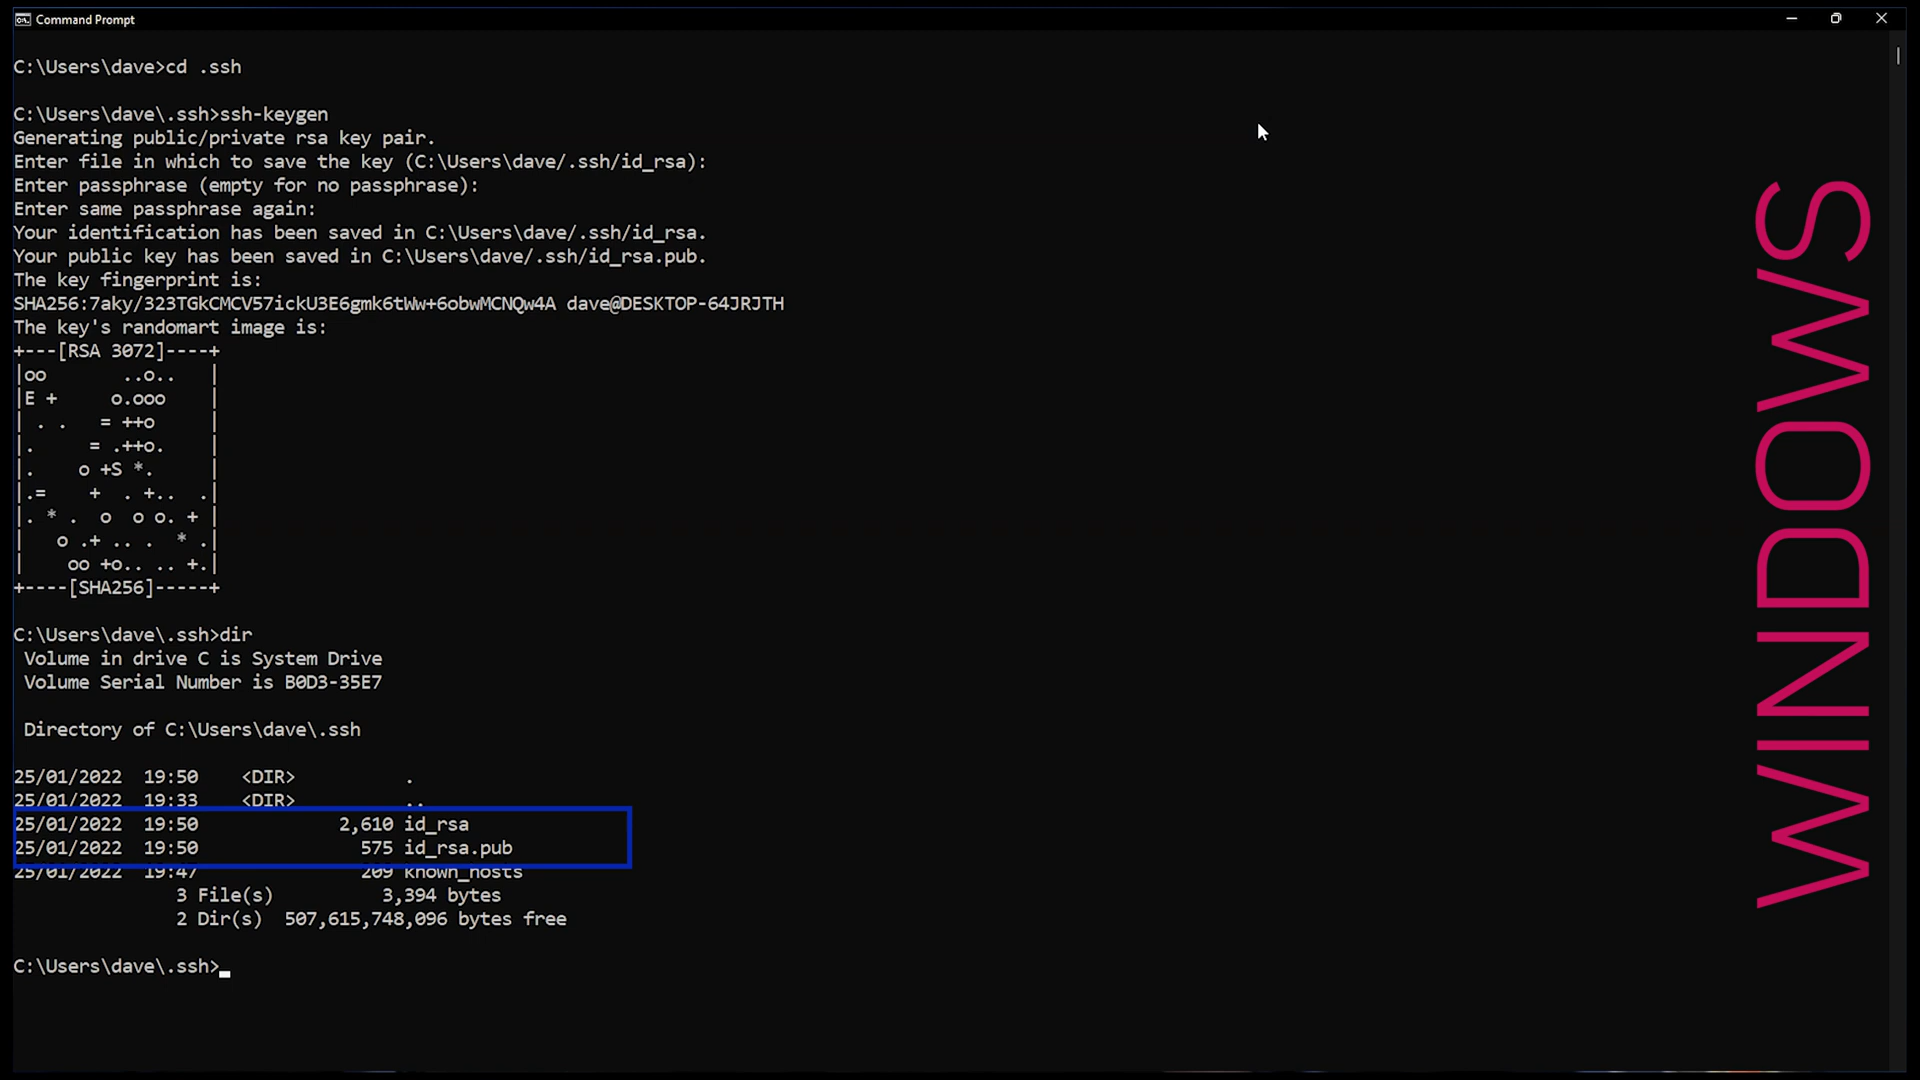 Command Prompt
C:\Users\dave>cd .ssh
C:\Users\dave\.ssh>ssh-keygen
Generating public/private rsa key pair.
Enter file in which to save the key (C:\Users\dave/.ssh/id_rsa):
Enter passphrase (empty for no passphrase):
Enter same passphrase again:
Your identification has been saved in C:\Users\dave/.ssh/id_rsa.
Your public key has been saved in C:\Users\dave/.ssh/id_rsa.pub.
The key fingerprint is:
SHA256:7aky/323TGkCMCV57ickU3E6gmk6tWw+6obwMCNQw4A dave@DESKTOP-64JRJTH
The key's randomart image is:
+---[RSA 3072]----+
|oo       ..o..   |
|E +     o.ooo    |
| . .   = ++o     |
|.     = .++o.    |
|.    o +S *.     |
|.=    +  . +..  .|
|. * .  o  o o. + |
|   o .+ .. .  * .|
|    oo +o.. .. +.|
+----[SHA256]-----+
C:\Users\dave\.ssh>dir
Volume in drive C is System Drive
Volume Serial Number is B0D3-35E7
Directory of C:\Users\dave\.ssh
25/01/2022  19:50    <DIR>          .
25/01/2022  19:33    <DIR>          ..
25/01/2022  19:50             2,610 id_rsa
25/01/2022  19:50               575 id_rsa.pub
25/01/2022  19:47               209 known_hosts
3 File(s)          3,394 bytes
2 Dir(s)  507,615,748,096 bytes free
C:\Users\dave\.ssh>
WINDOWS